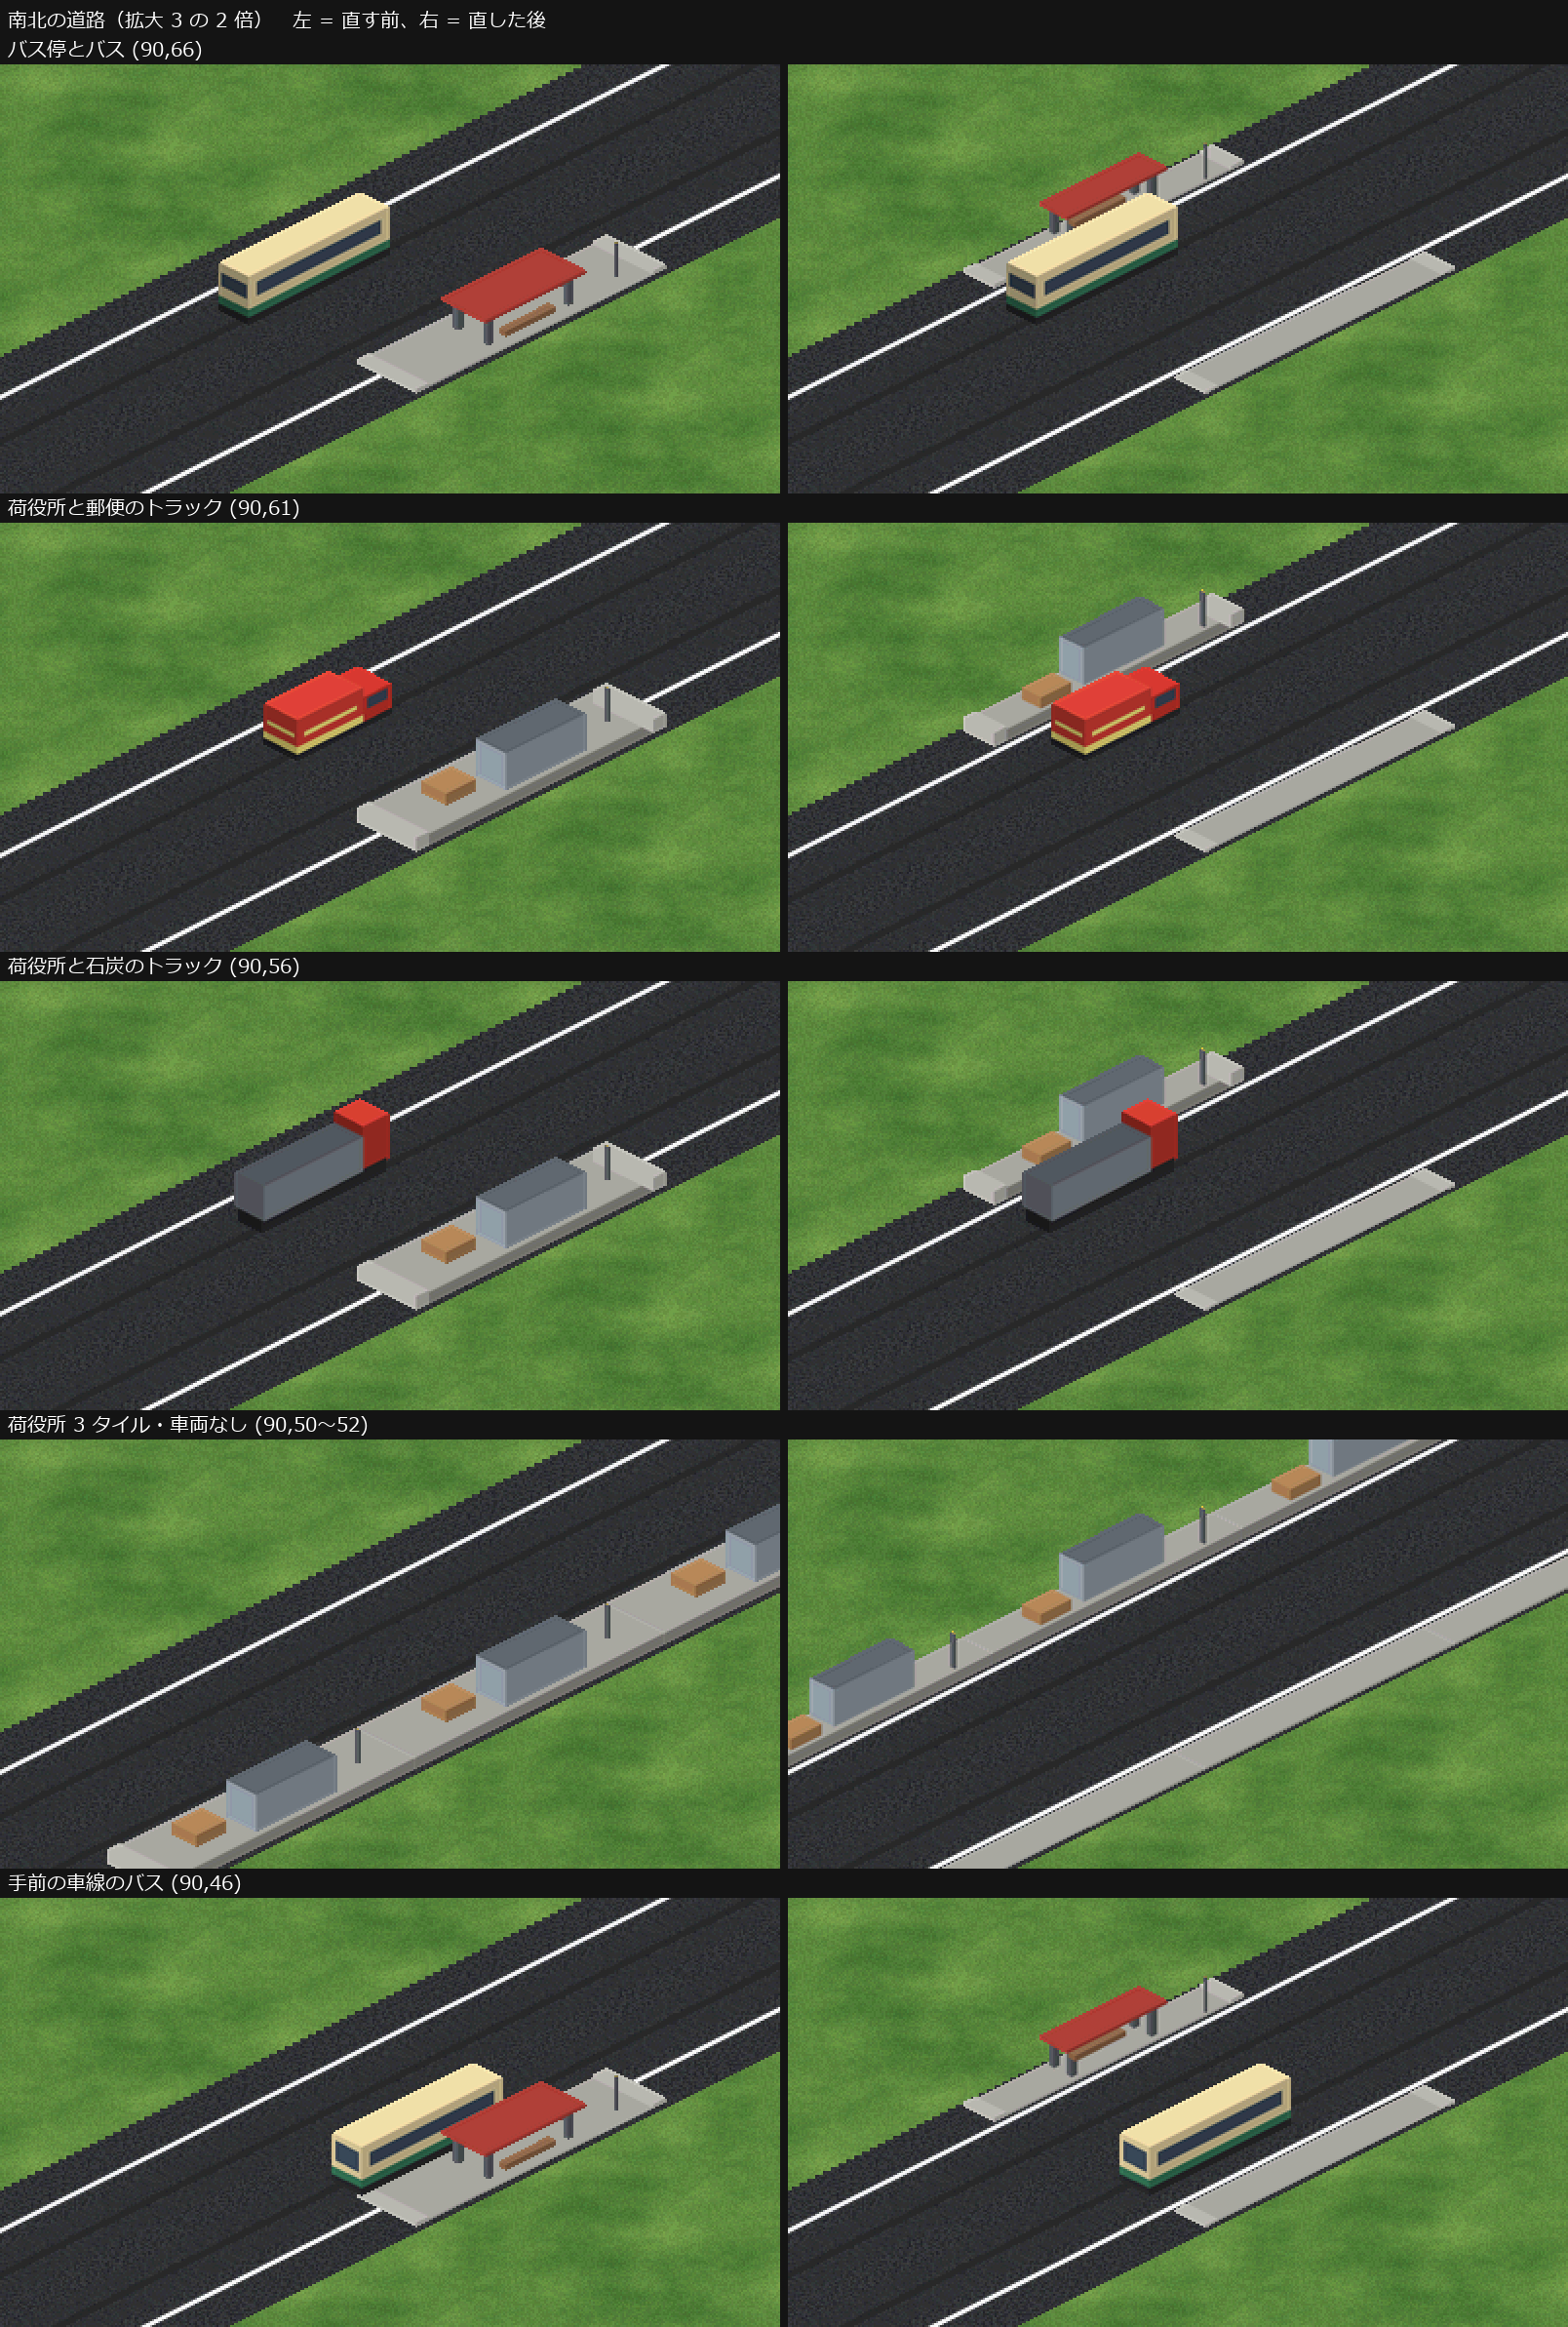 南北の道路（拡大 3 の 2 倍）　左 = 直す前、右 = 直した後
バス停とバス (90,66)
荷役所と郵便のトラック (90,61)
荷役所と石炭のトラック (90,56)
荷役所 3 タイル・車両なし (90,50～52)
手前の車線のバス (90,46)